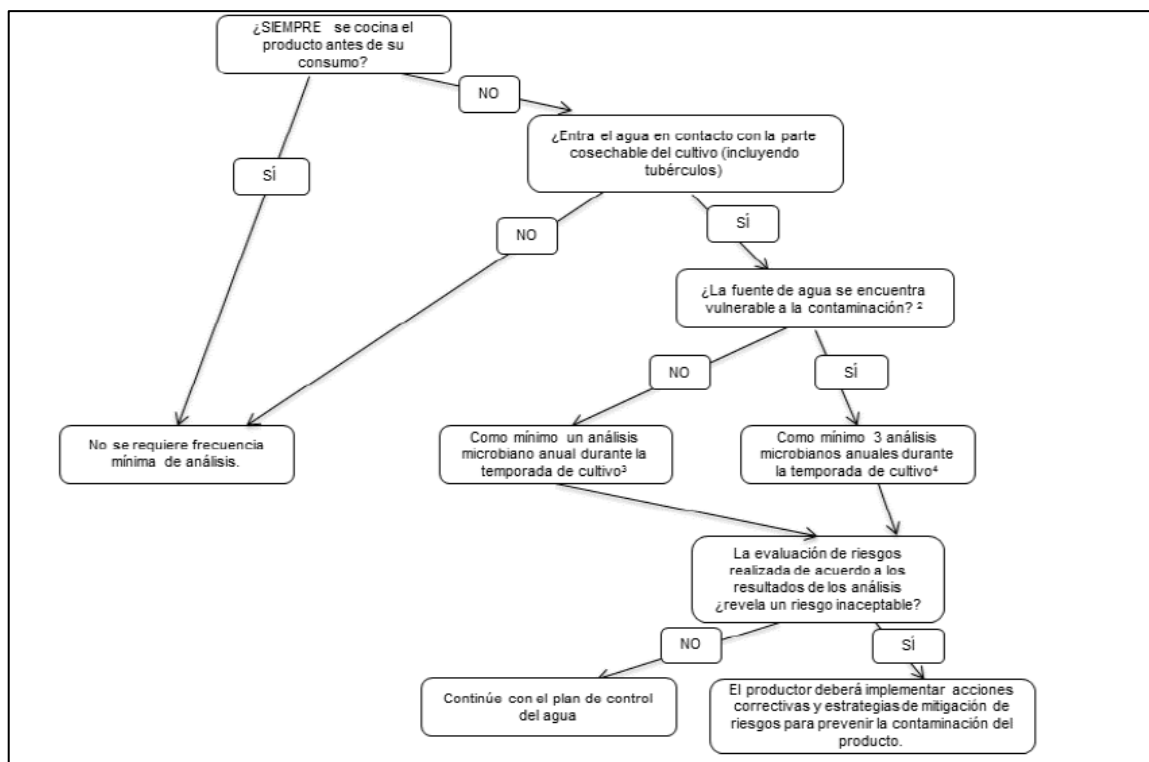 ¿SIEMPRE se cocina el
producto antes de su
consumo?
NO
¿Entra el agua en contacto con la parte
cosechable del cultivo (incluyendo
tubérculos)
SÍ
NO
SÍ
¿La fuente de agua se encuentra
vulnerable a la contaminación? ²
NO
SÍ
No se requiere frecuencia
mínima de análisis.
Como mínimo un análisis
microbiano anual durante la
temporada de cultivo³
Como mínimo 3 análisis
microbianos anuales durante
la temporada de cultivo⁴
La evaluación de riesgos
realizada de acuerdo a los
resultados de los análisis
¿revela un riesgo inaceptable?
NO
SÍ
Continúe con el plan de control
del agua
El productor deberá implementar acciones
correctivas y estrategias de mitigación de
riesgos para prevenir la contaminación del
producto.